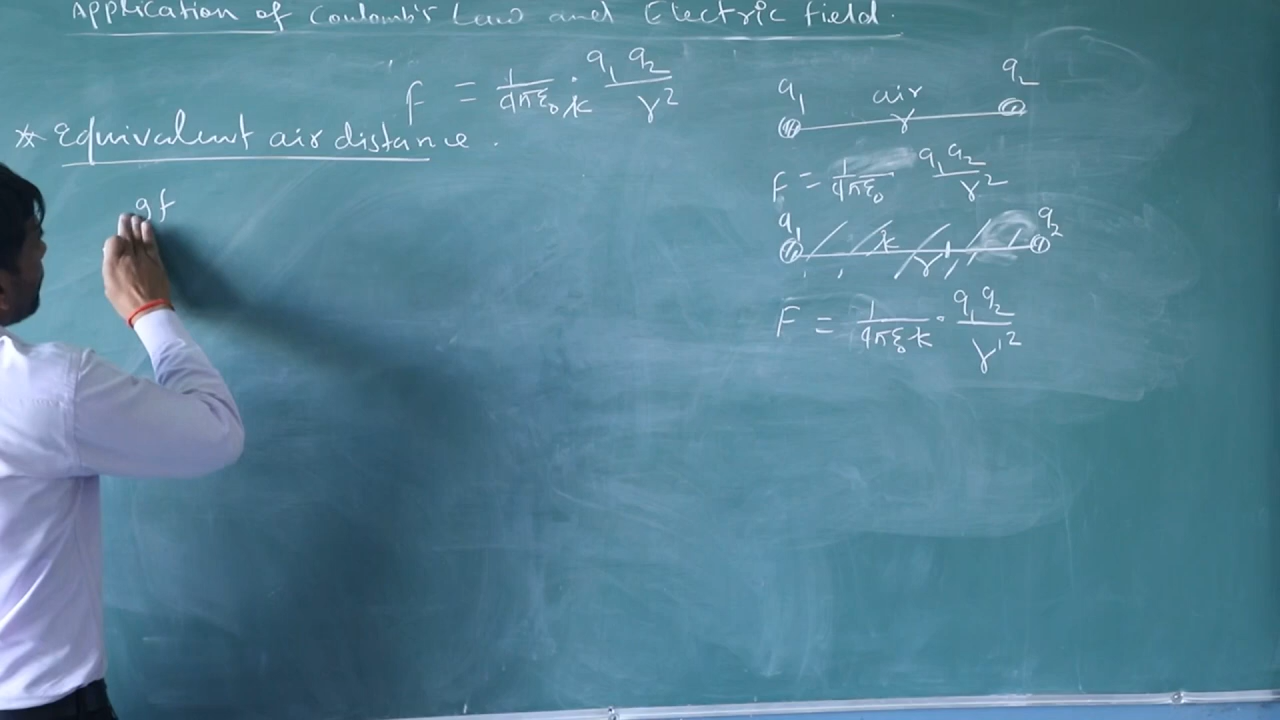 Application of Coulomb's Law and Electric field.
F = 1/4πε₀k · q₁q₂/r²
* Equivalent air distance.
gf
q₁ air q₂
r
F = 1/4πε₀ q₁q₂/r²
q₁ k q₂
r'
F = 1/4πε₀k · q₁q₂/r'²